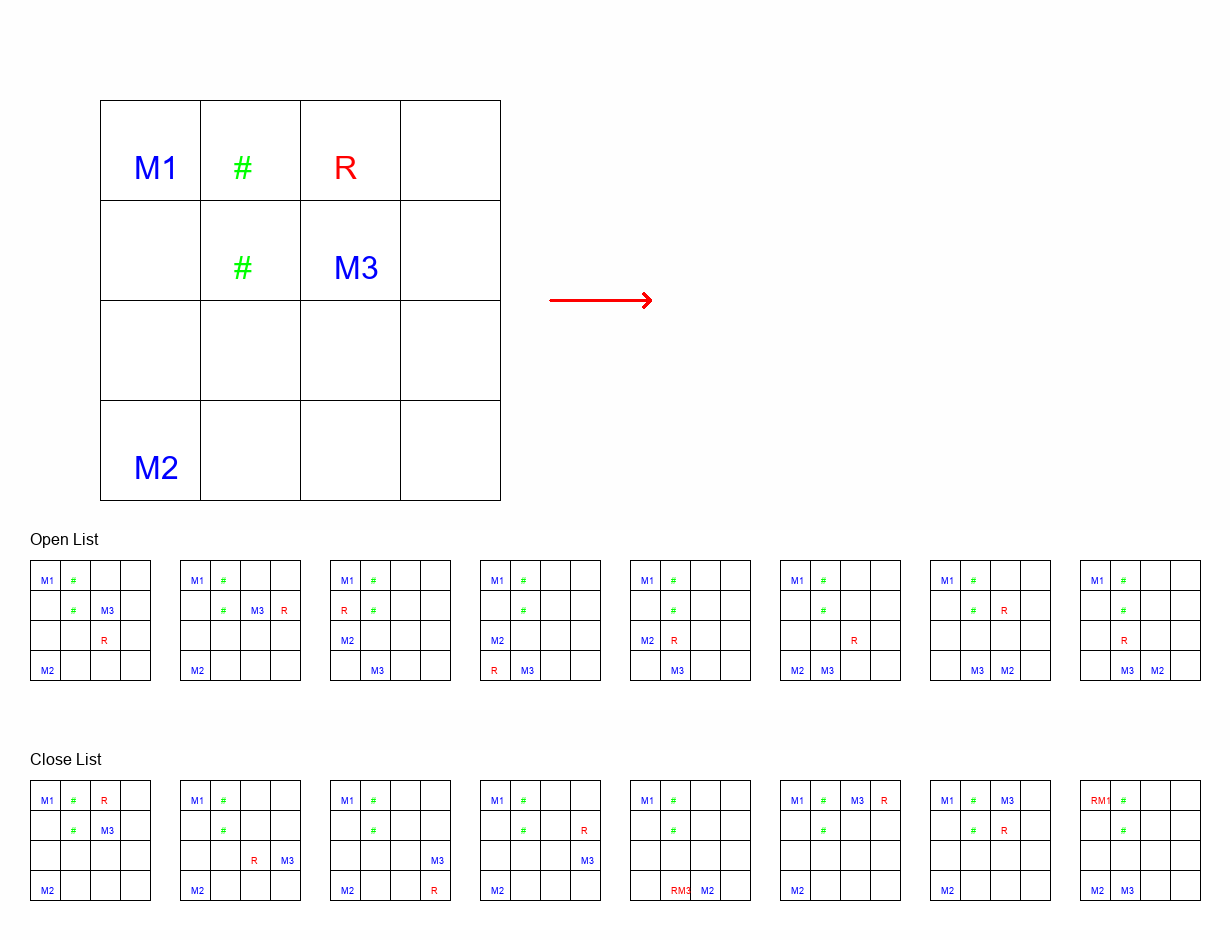 M1 # R
# M3
M2
Open List
M1 # M1 # M1 # M1 # M1 # M1 # M1 # M1 #
# M3 # M3 R R # # # # # R #
R M2 M2 M2 R R R
M2 M2 M3 R M3 M3 M2 M3 M3 M2 M3 M2
Close List
M1 # R M1 # M1 # M1 # M1 # M1 # M3 R M1 # M3 RM1 #
# M3 # # # R # # # R #
R M3 M3 M3
M2 M2 M2 R M2 RM3 M2 M2 M2 M2 M3